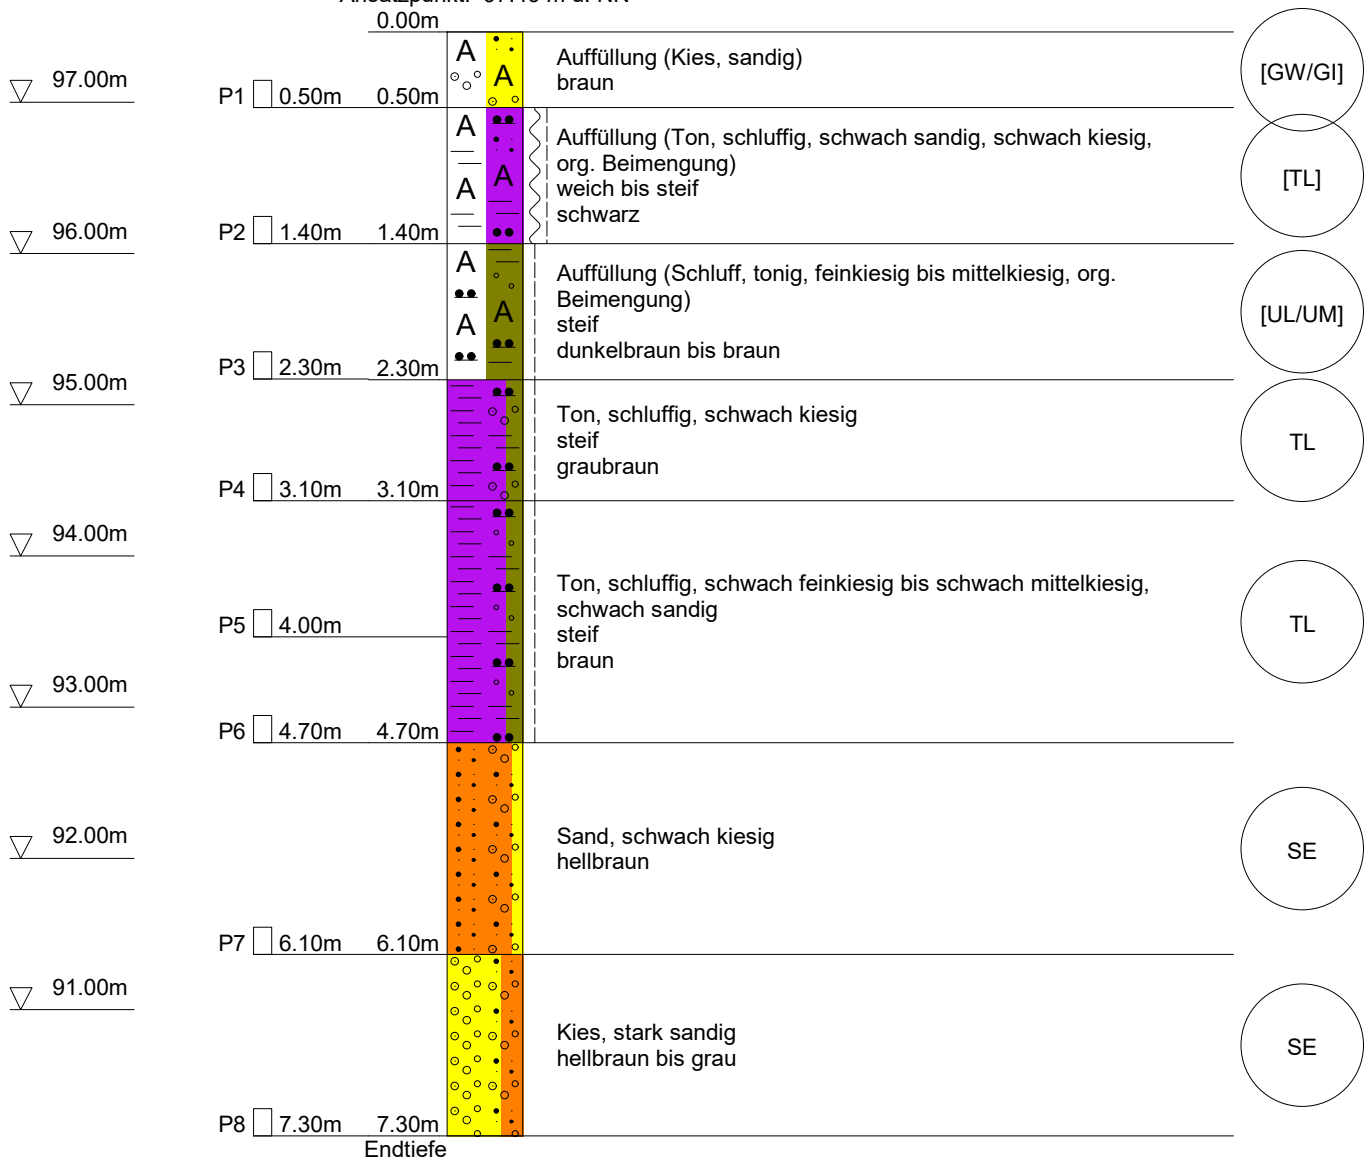 0.00m
97.00m
P1 0.50m 0.50m
A A
Auffüllung (Kies, sandig)
braun
[GW/GI]
96.00m
P2 1.40m 1.40m
A A A
Auffüllung (Ton, schluffig, schwach sandig, schwach kiesig,
org. Beimengung)
weich bis steif
schwarz
[TL]
95.00m
P3 2.30m 2.30m
A A A
Auffüllung (Schluff, tonig, feinkiesig bis mittelkiesig, org.
Beimengung)
steif
dunkelbraun bis braun
[UL/UM]
P4 3.10m 3.10m
Ton, schluffig, schwach kiesig
steif
graubraun
TL
94.00m
P5 4.00m
93.00m
P6 4.70m 4.70m
Ton, schluffig, schwach feinkiesig bis schwach mittelkiesig,
schwach sandig
steif
braun
TL
92.00m
P7 6.10m 6.10m
Sand, schwach kiesig
hellbraun
SE
91.00m
P8 7.30m 7.30m
Kies, stark sandig
hellbraun bis grau
SE
Endtiefe